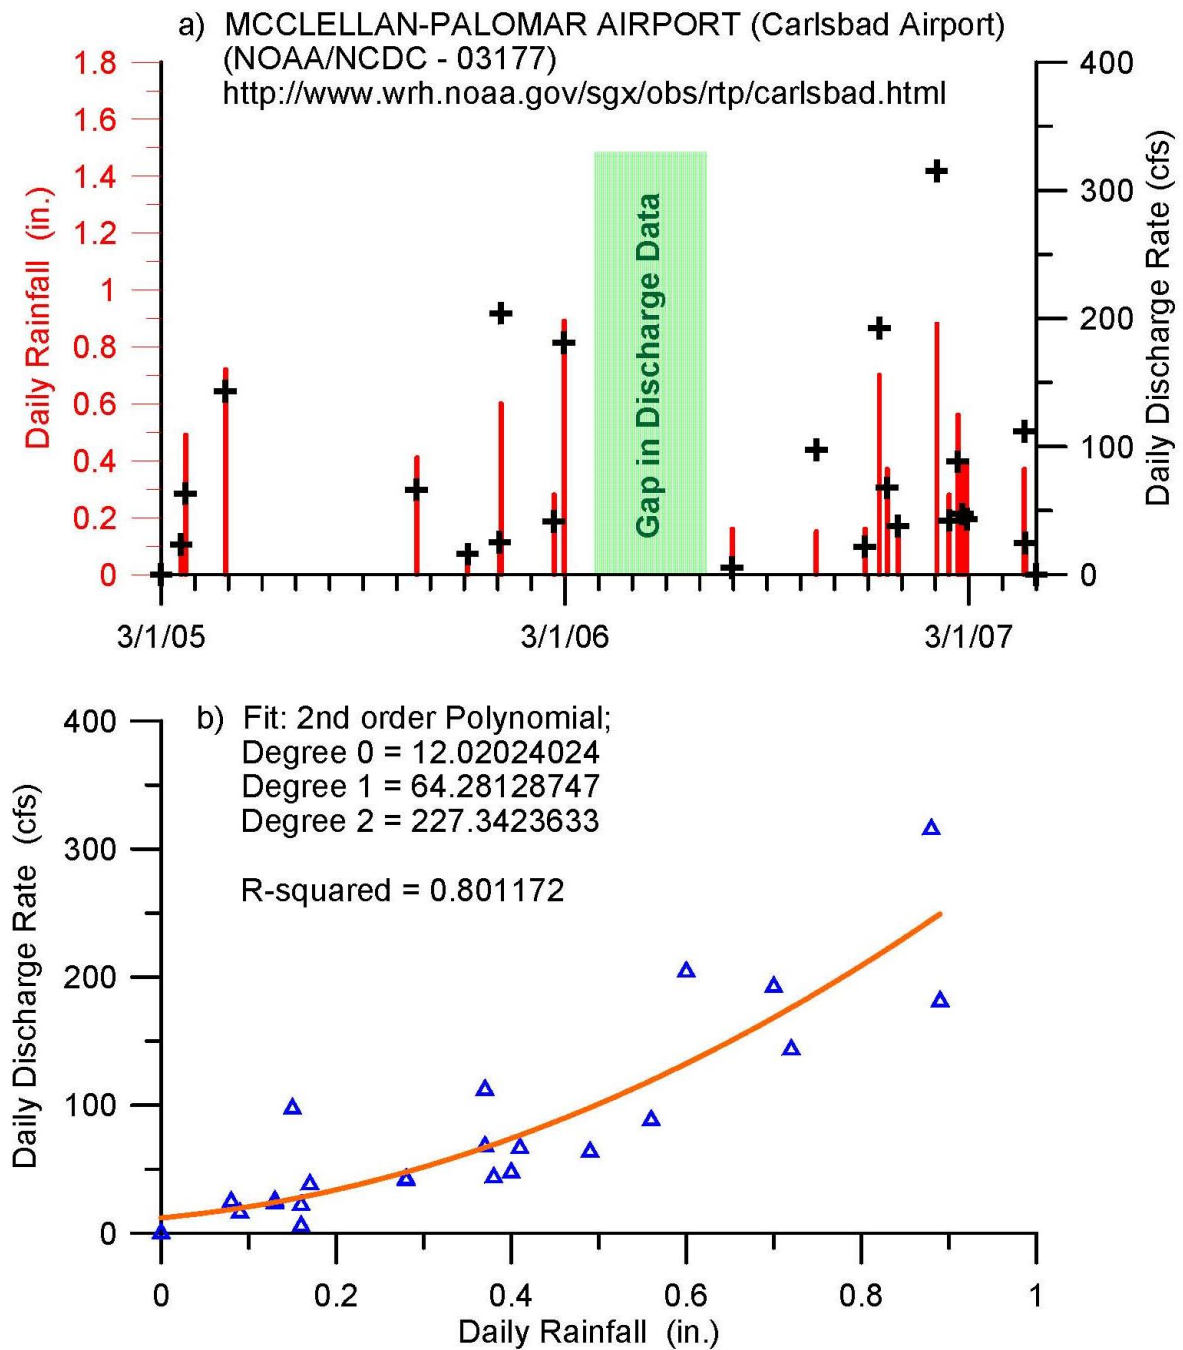 a) MCCLELLAN-PALOMAR AIRPORT (Carlsbad Airport)
(NOAA/NCDC - 03177)
http://www.wrh.noaa.gov/sgx/obs/rtp/carlsbad.html
Daily Rainfall (in.)
1.8
1.6
1.4
1.2
1
0.8
0.6
0.4
0.2
0
Gap in Discharge Data
400
300
200
100
0
Daily Discharge Rate (cfs)
3/1/05
3/1/06
3/1/07
b) Fit: 2nd order Polynomial;
Degree 0 = 12.02024024
Degree 1 = 64.28128747
Degree 2 = 227.3423633
R-squared = 0.801172
Daily Discharge Rate (cfs)
400
300
200
100
0
0
0.2
0.4
0.6
0.8
1
Daily Rainfall (in.)